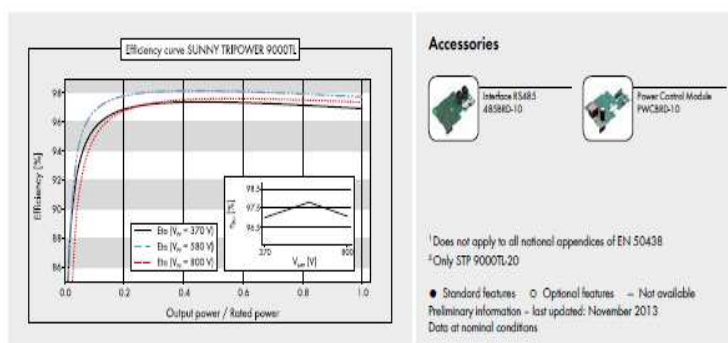 Efficiency curve SUNNY TRIPOWER 9000TL
Efficiency [%]
98
96
94
92
90
88
86
0.0 0.2 0.4 0.6 0.8 1.0
Output power / Rated power
Eta (V = 370 V)
Eta (V = 580 V)
Eta (V = 800 V)
98.5
97.5
96.5
[%]
370 800
V [V]
Accessories
Interface RS485
485BRD-10
Power Control Module
PWCBRD-10
1 Does not apply to all national appendices of EN 50438
2 Only STP 9000TL-20
● Standard features ○ Optional features – Not available
Preliminary information – last updated: November 2013
Data at nominal conditions